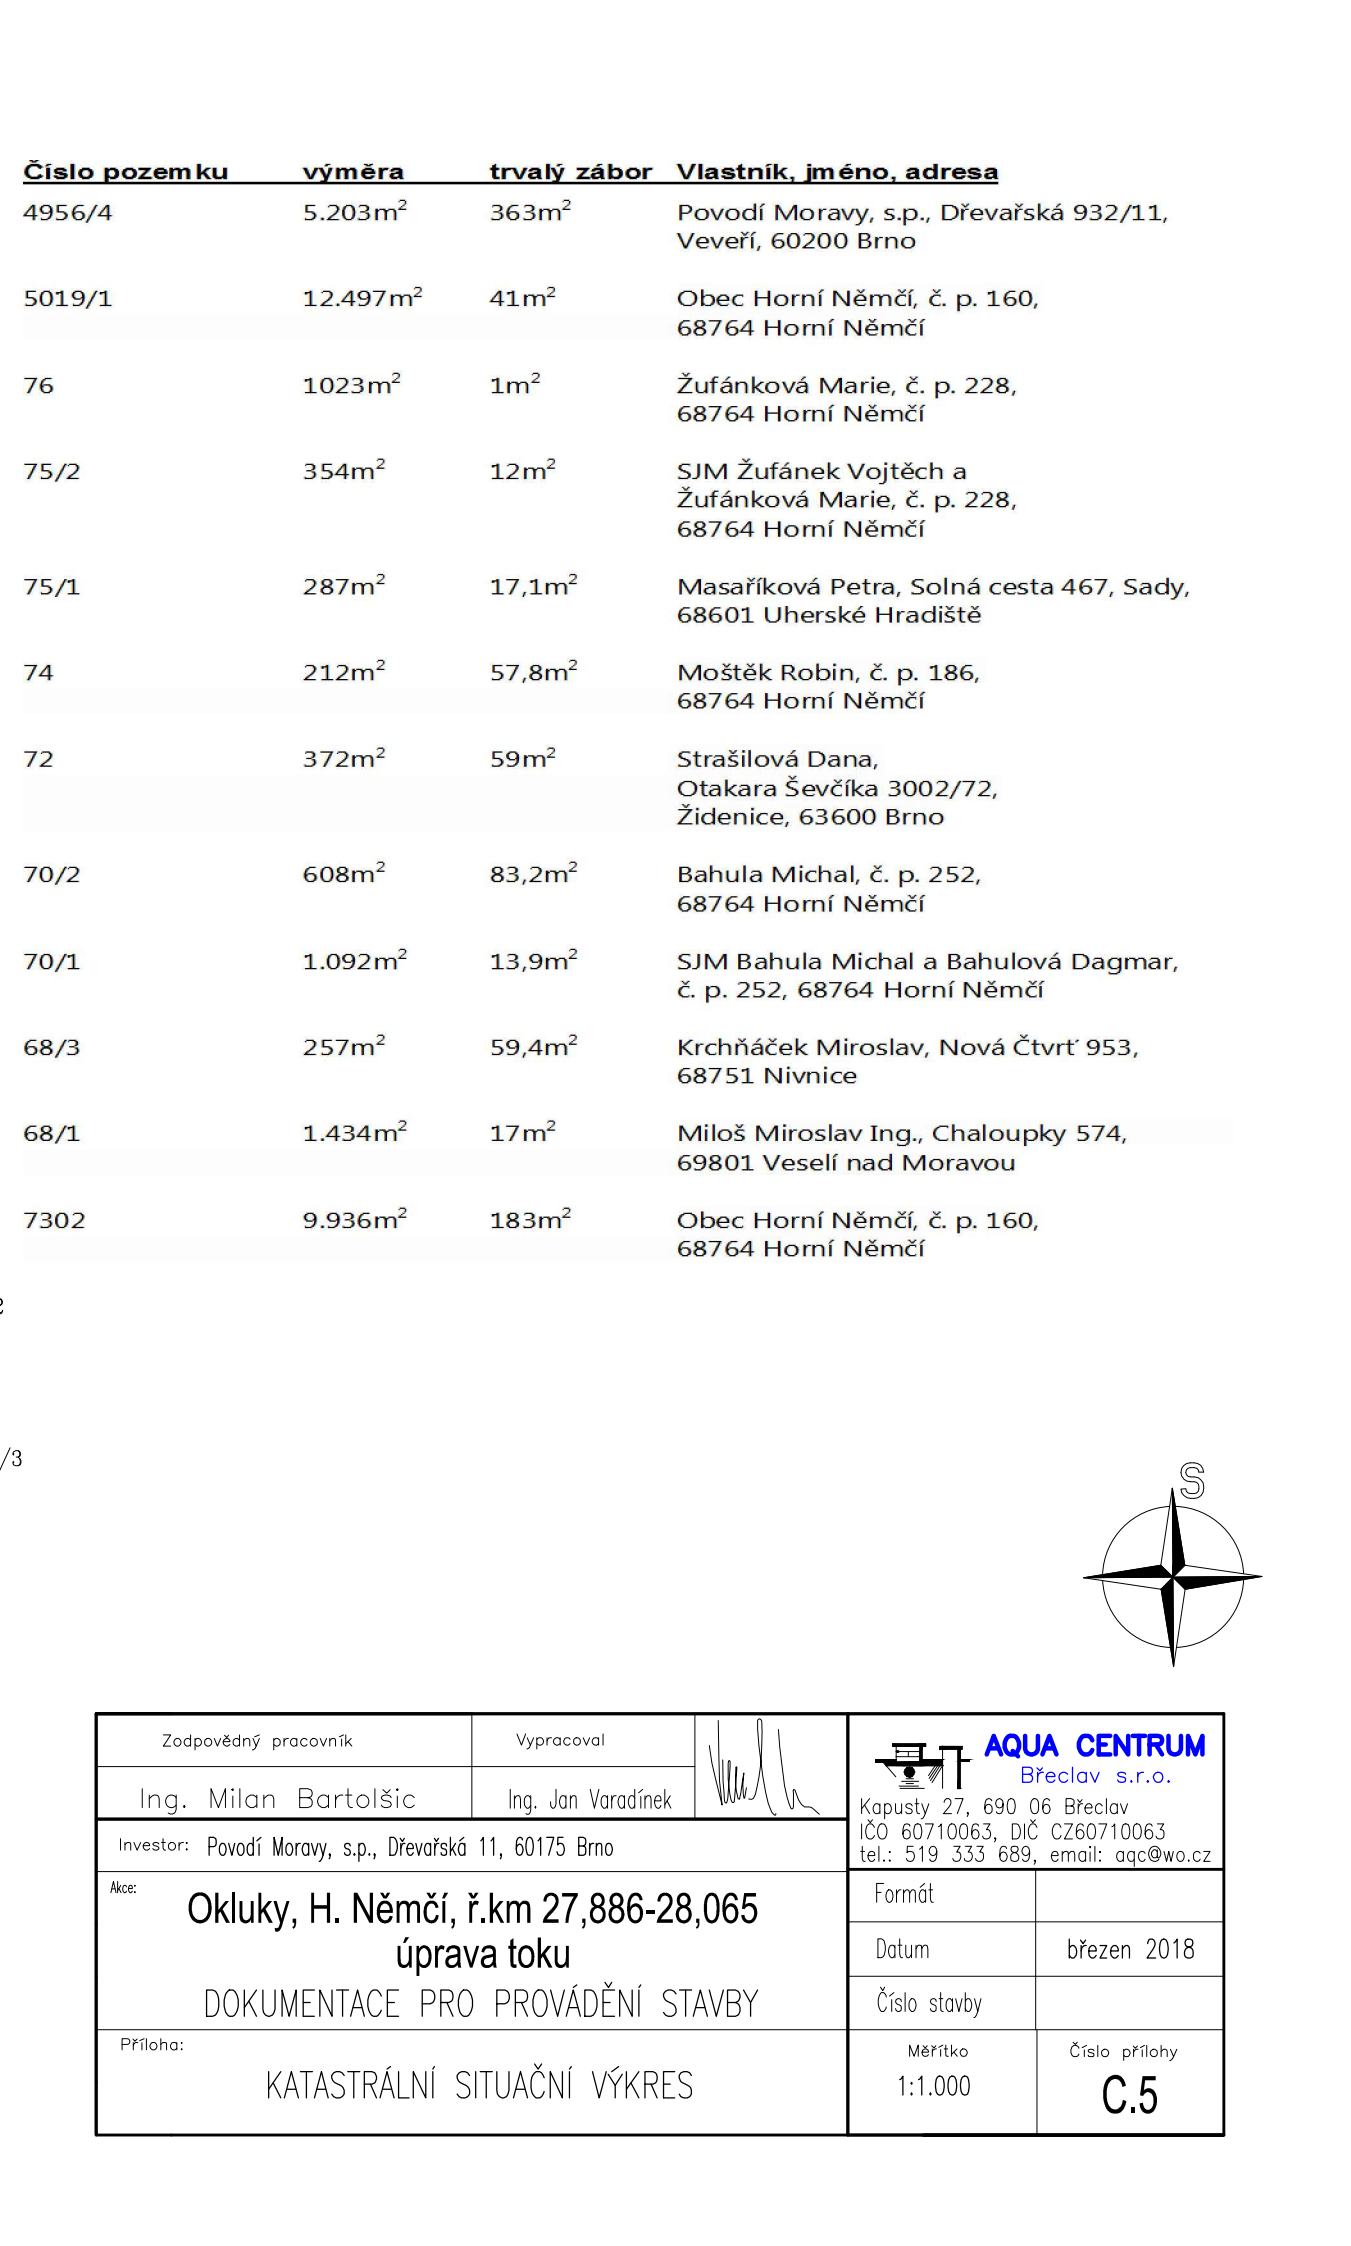 Číslo pozemku výměra trvalý zábor Vlastník, jméno, adresa
4956/4 5.203m² 363m² Povodí Moravy, s.p., Dřevařská 932/11,
Veveří, 60200 Brno
5019/1 12.497m² 41m² Obec Horní Němčí, č. p. 160,
68764 Horní Němčí
76 1023m² 1m² Žufánková Marie, č. p. 228,
68764 Horní Němčí
75/2 354m² 12m² SJM Žufánek Vojtěch a
Žufánková Marie, č. p. 228,
68764 Horní Němčí
75/1 287m² 17,1m² Masaříková Petra, Solná cesta 467, Sady,
68601 Uherské Hradiště
74 212m² 57,8m² Moštěk Robin, č. p. 186,
68764 Horní Němčí
72 372m² 59m² Strašilová Dana,
Otakara Ševčíka 3002/72,
Židenice, 63600 Brno
70/2 608m² 83,2m² Bahula Michal, č. p. 252,
68764 Horní Němčí
70/1 1.092m² 13,9m² SJM Bahula Michal a Bahulová Dagmar,
č. p. 252, 68764 Horní Němčí
68/3 257m² 59,4m² Krchňáček Miroslav, Nová Čtvrť 953,
68751 Nivnice
68/1 1.434m² 17m² Miloš Miroslav Ing., Chaloupky 574,
69801 Veselí nad Moravou
7302 9.936m² 183m² Obec Horní Němčí, č. p. 160,
68764 Horní Němčí
2
/3
S
Zodpovědný pracovník Vypracoval
Ing. Milan Bartolšic Ing. Jan Varadínek
AQUA CENTRUM
Břeclav s.r.o.
Kapusty 27, 690 06 Břeclav
IČO 60710063, DIČ CZ60710063
tel.: 519 333 689, email: aqc@wo.cz
Investor: Povodí Moravy, s.p., Dřevařská 11, 60175 Brno
Akce:
Okluky, H. Němčí, ř.km 27,886-28,065
úprava toku
DOKUMENTACE PRO PROVÁDĚNÍ STAVBY
Formát
Datum březen 2018
Číslo stavby
Příloha:
KATASTRÁLNÍ SITUAČNÍ VÝKRES
Měřítko
1:1.000
Číslo přílohy
C.5